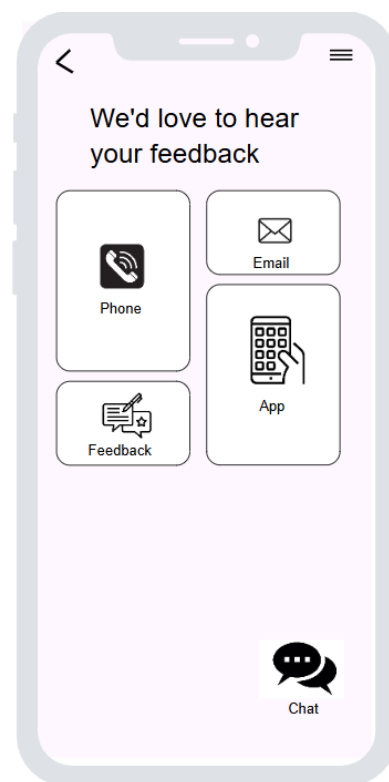 We'd love to hear
your feedback
Phone
Email
App
Feedback
Chat